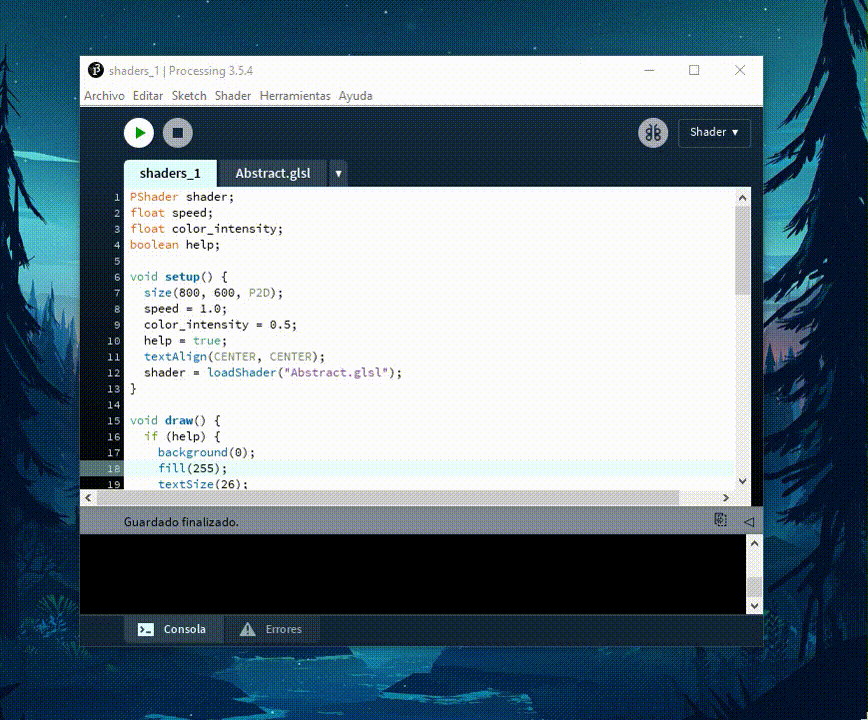 shaders_1 | Processing 3.5.4
Archivo Editar Sketch Shader Herramientas Ayuda
Shader ▼
shaders_1 Abstract.glsl ▼
1 PShader shader;
2 float speed;
3 float color_intensity;
4 boolean help;
5
6 void setup() {
7 size(800, 600, P2D);
8 speed = 1.0;
9 color_intensity = 0.5;
10 help = true;
11 textAlign(CENTER, CENTER);
12 shader = loadShader("Abstract.glsl");
13 }
14
15 void draw() {
16 if (help) {
17 background(0);
18 fill(255);
19 textSize(26);
Guardado finalizado.
Consola Errores